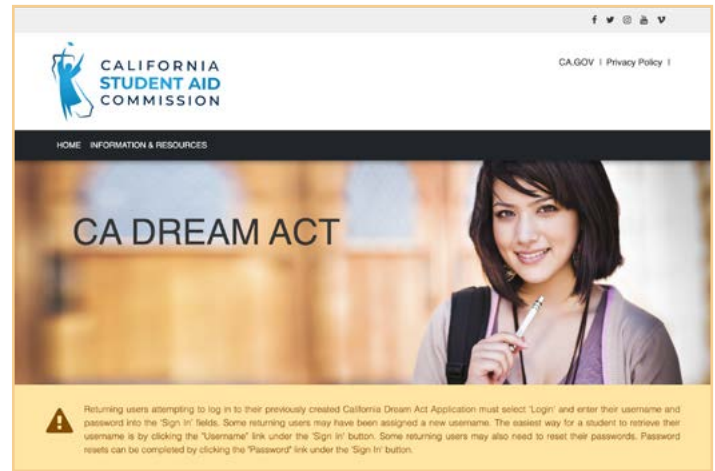 CA.GOV | Privacy Policy |
CALIFORNIA
STUDENT AID
COMMISSION
HOME INFORMATION & RESOURCES
CA DREAM ACT
Returning users attempting to log in to their previously created California Dream Act Application must select 'Login' and enter their username and
password into the 'Sign In' fields. Some returning users may have been assigned a new username. The easiest way for a student to retrieve their
username is by clicking the "Username" link under the 'Sign In' button. Some returning users may also need to reset their passwords. Password
resets can be completed by clicking the "Password" link under the 'Sign In' button.